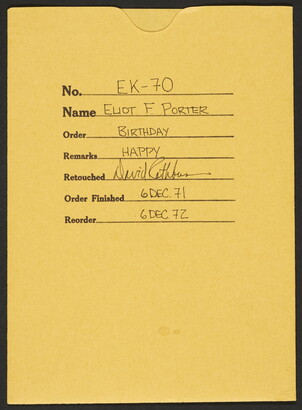 No. EK-70
Name ELIOT F PORTER
Order BIRTHDAY
Remarks HAPPY
Retouched David
Order Finished 6 DEC. 71
Reorder 6 DEC 72